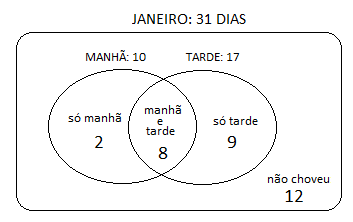 JANEIRO: 31 DIAS
MANHÃ: 10
TARDE: 17
só manhã
2
manhã
e
tarde
8
só tarde
9
não choveu
12